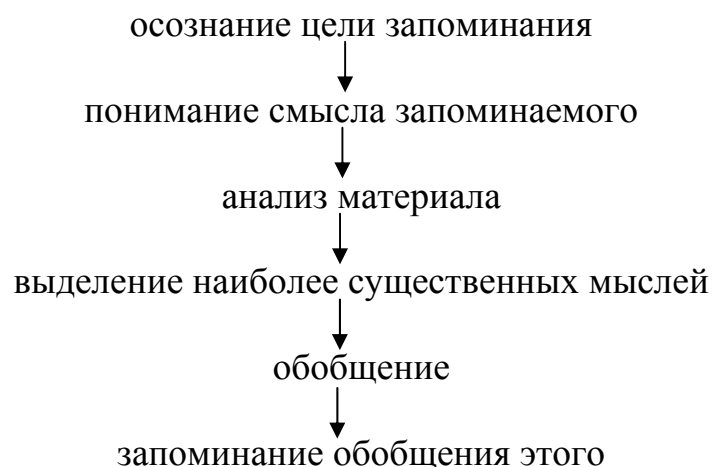 осознание цели запоминания
понимание смысла запоминаемого
анализ материала
выделение наиболее существенных мыслей
обобщение
запоминание обобщения этого